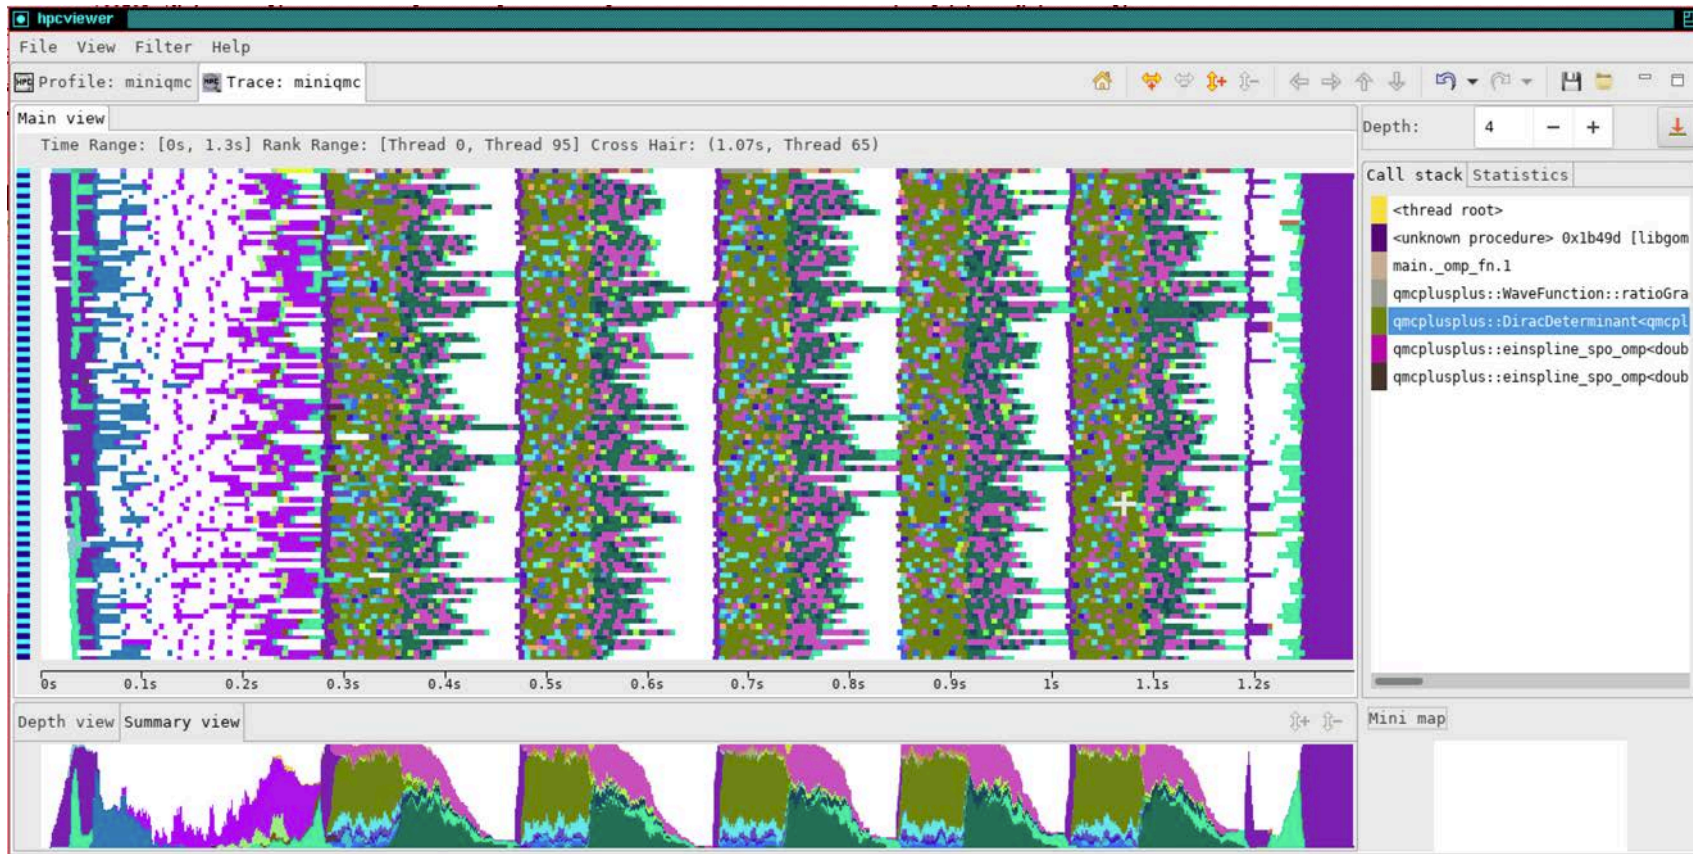 hpcviewer
File View Filter Help
Profile: miniqmc Trace: miniqmc
Main view
Time Range: [0s, 1.3s] Rank Range: [Thread 0, Thread 95] Cross Hair: (1.07s, Thread 65)
Depth: 4 − +
Call stack Statistics
<thread root>
<unknown procedure> 0x1b49d [libgom
main._omp_fn.1
qmcplusplus::WaveFunction::ratioGra
qmcplusplus::DiracDeterminant<qmcpl
qmcplusplus::einspline_spo_omp<doub
qmcplusplus::einspline_spo_omp<doub
0s 0.1s 0.2s 0.3s 0.4s 0.5s 0.6s 0.7s 0.8s 0.9s 1s 1.1s 1.2s
Depth view Summary view
Mini map